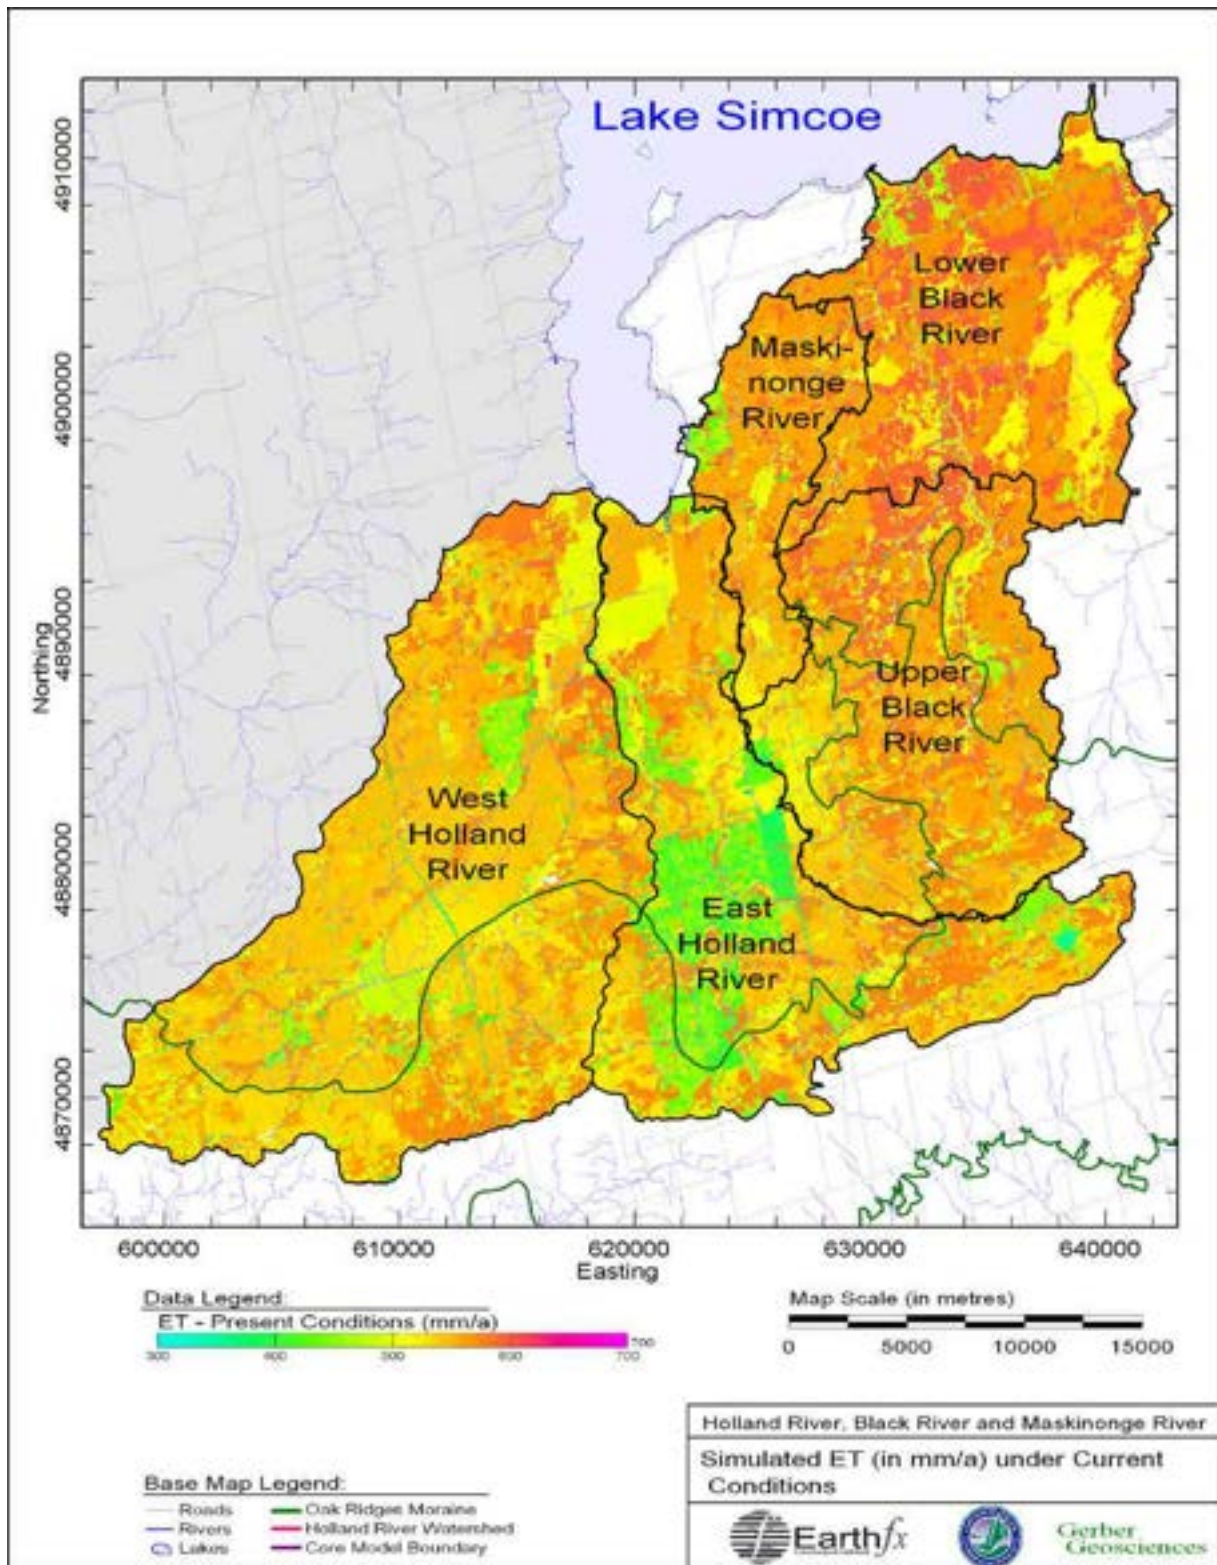 Lake Simcoe
Lower
Black
River
Maski-
nonge
River
Upper
Black
River
West
Holland
River
East
Holland
River
4910000
4900000
4890000
4880000
4870000
Northing
600000 610000 620000 630000 640000
Easting
Data Legend:
ET - Present Conditions (mm/a)
300 400 500 600 700
700
Map Scale (in metres)
0 5000 10000 15000
Base Map Legend:
Roads
Rivers
Lakes
Oak Ridges Moraine
Holland River Watershed
Core Model Boundary
Holland River, Black River and Maskinonge River
Simulated ET (in mm/a) under Current
Conditions
Earthfx
Gerber
Geosciences